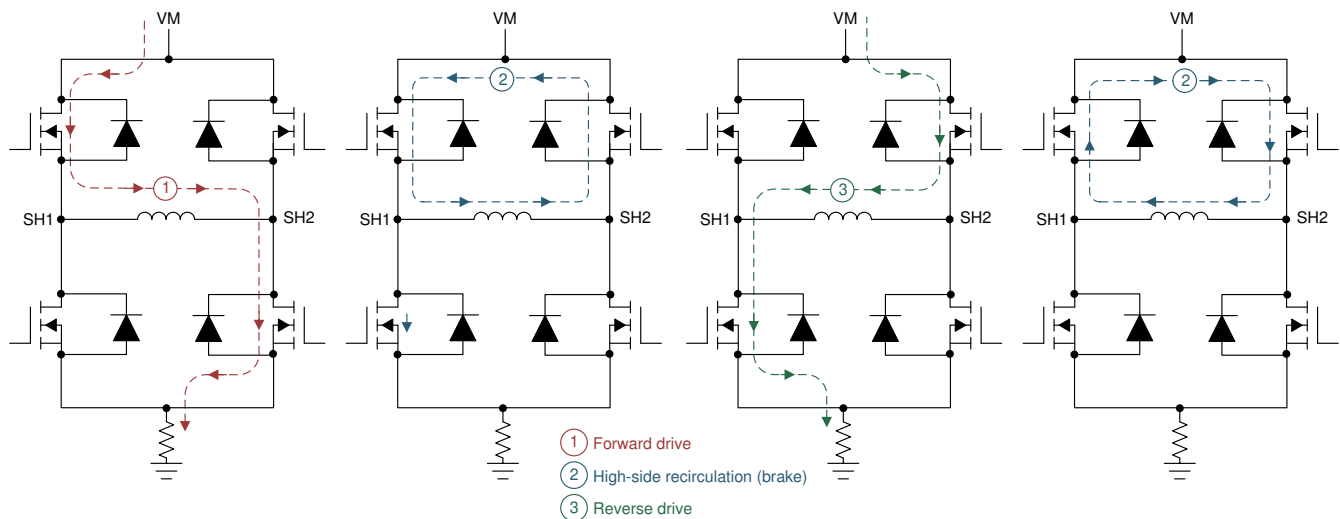 VM
VM
VM
VM
2
2
1
3
SH1
SH2
SH1
SH2
SH1
SH2
SH1
SH2
1 Forward drive
2 High-side recirculation (brake)
3 Reverse drive